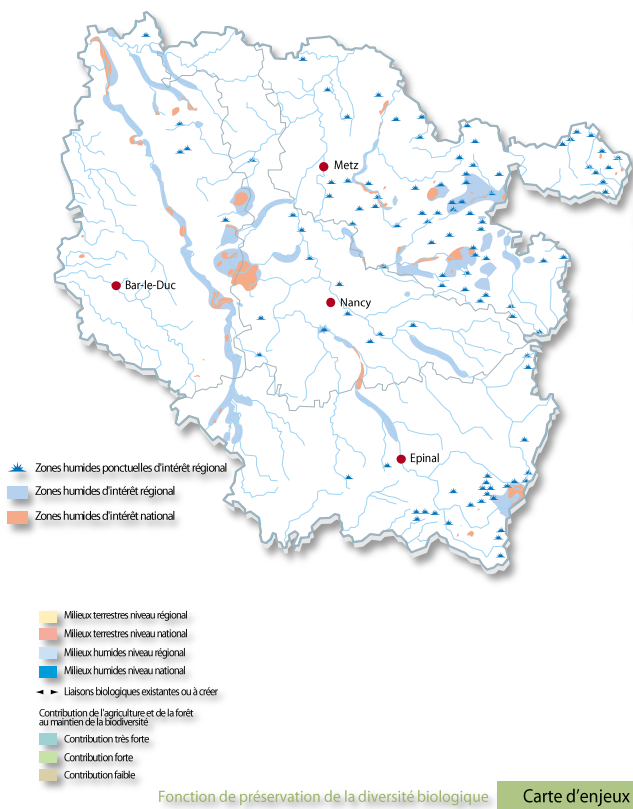 Metz
Bar-le-Duc
Nancy
Epinal
Zones humides ponctuelles d'intérêt régional
Zones humides d'intérêt régional
Zones humides d'intérêt national
Milieux terrestres niveau régional
Milieux terrestres niveau national
Milieux humides niveau régional
Milieux humides niveau national
Liaisons biologiques existantes ou à créer
Contribution de l'agriculture et de la forêt
au maintien de la biodiversité
Contribution très forte
Contribution forte
Contribution faible
Fonction de préservation de la diversité biologique Carte d'enjeux